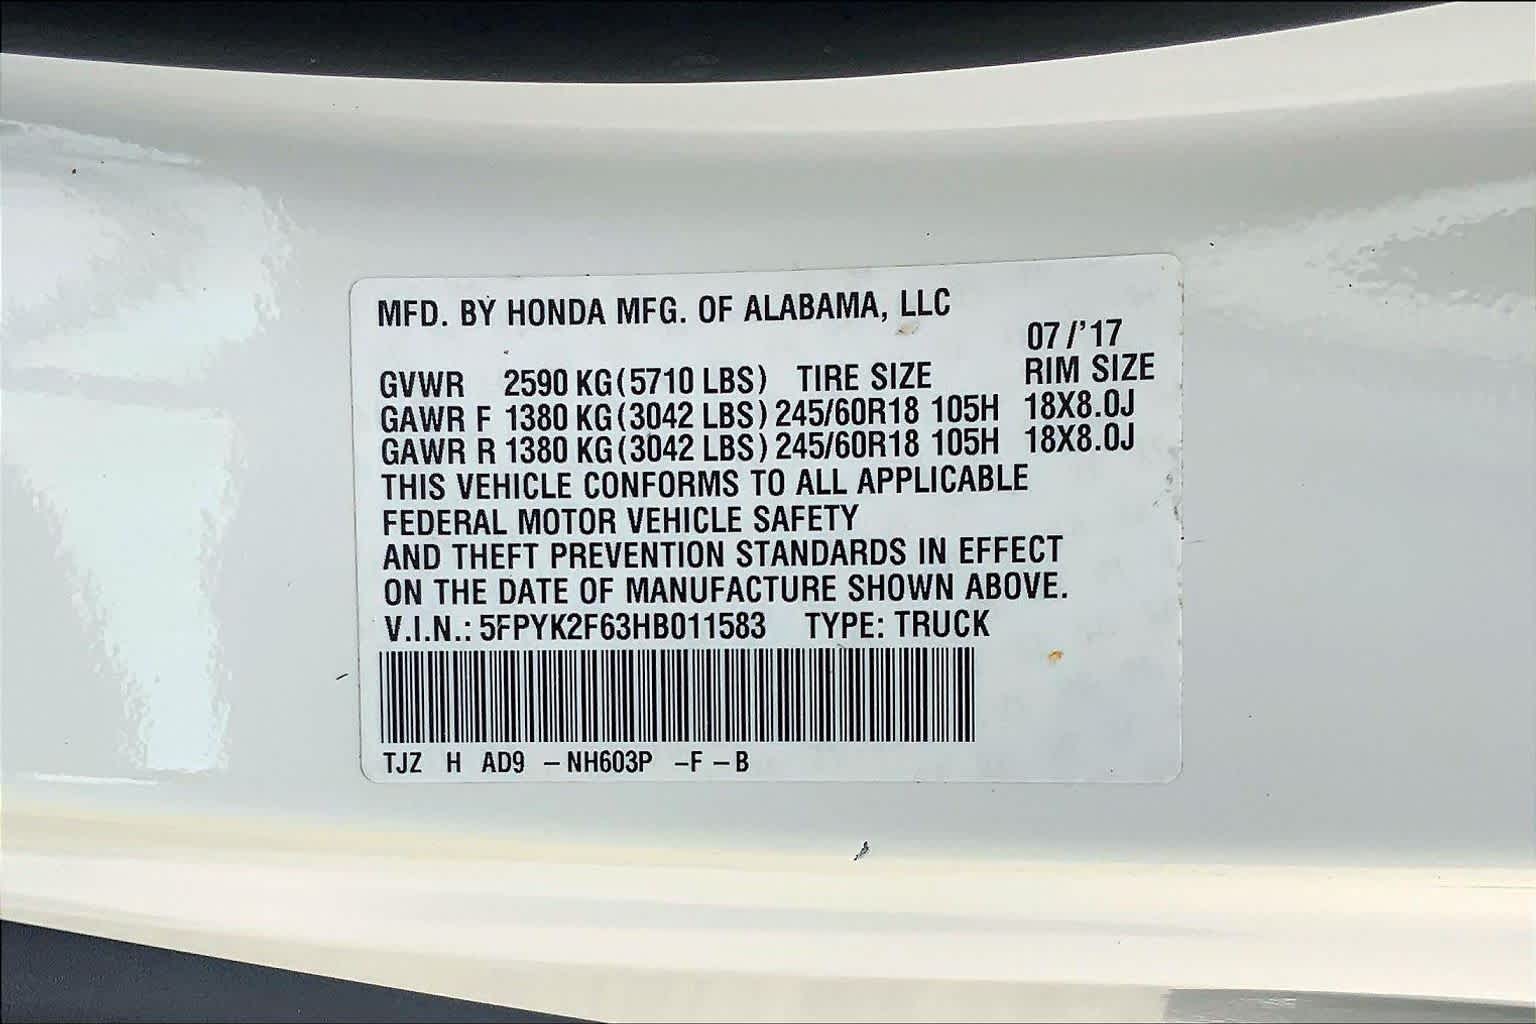 MFD. BY HONDA MFG. OF ALABAMA, LLC
07/'17
GVWR 2590 KG(5710 LBS) TIRE SIZE RIM SIZE
GAWR F 1380 KG(3042 LBS) 245/60R18 105H 18X8.0J
GAWR R 1380 KG(3042 LBS) 245/60R18 105H 18X8.0J
THIS VEHICLE CONFORMS TO ALL APPLICABLE
FEDERAL MOTOR VEHICLE SAFETY
AND THEFT PREVENTION STANDARDS IN EFFECT
ON THE DATE OF MANUFACTURE SHOWN ABOVE.
V.I.N.: 5FPYK2F63HB011583 TYPE: TRUCK
TJZ H AD9 -NH603P -F -B